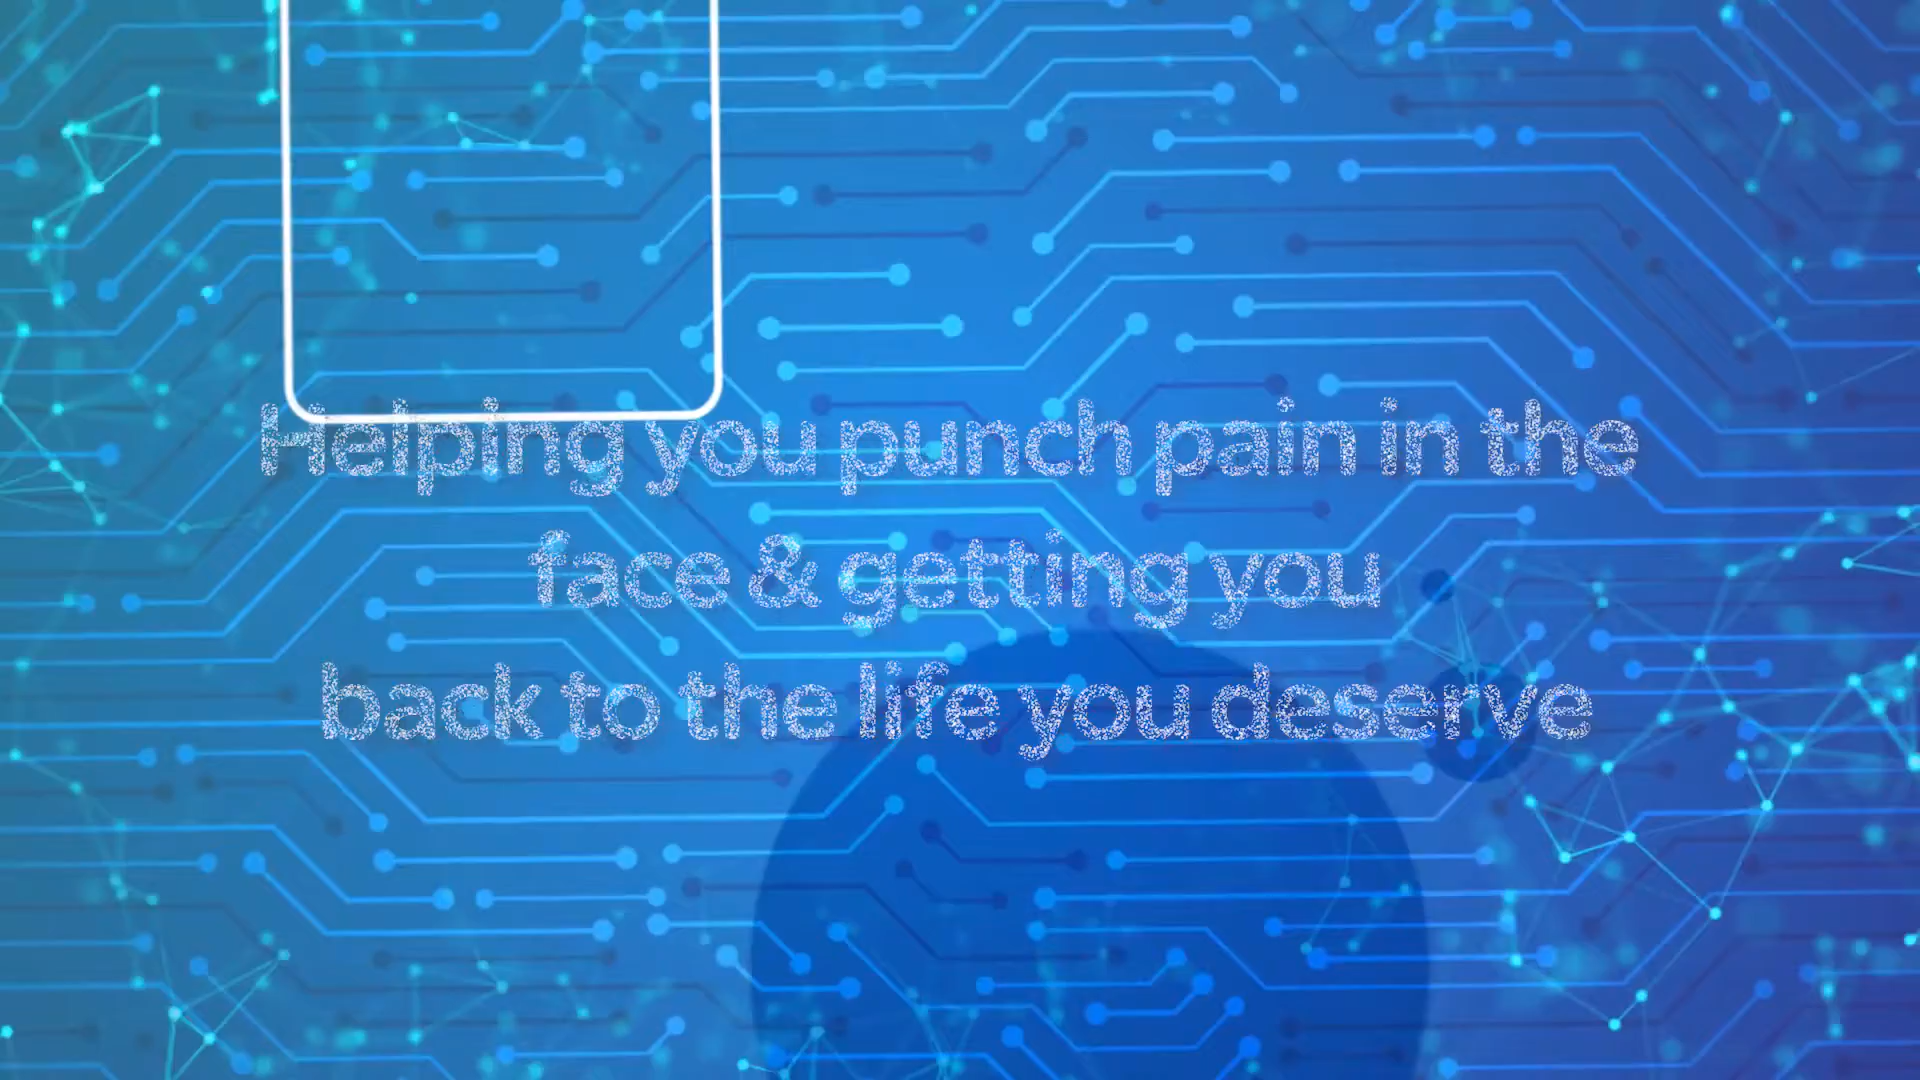 Helping you punch pain in the
face & getting you
back to the life you deserve